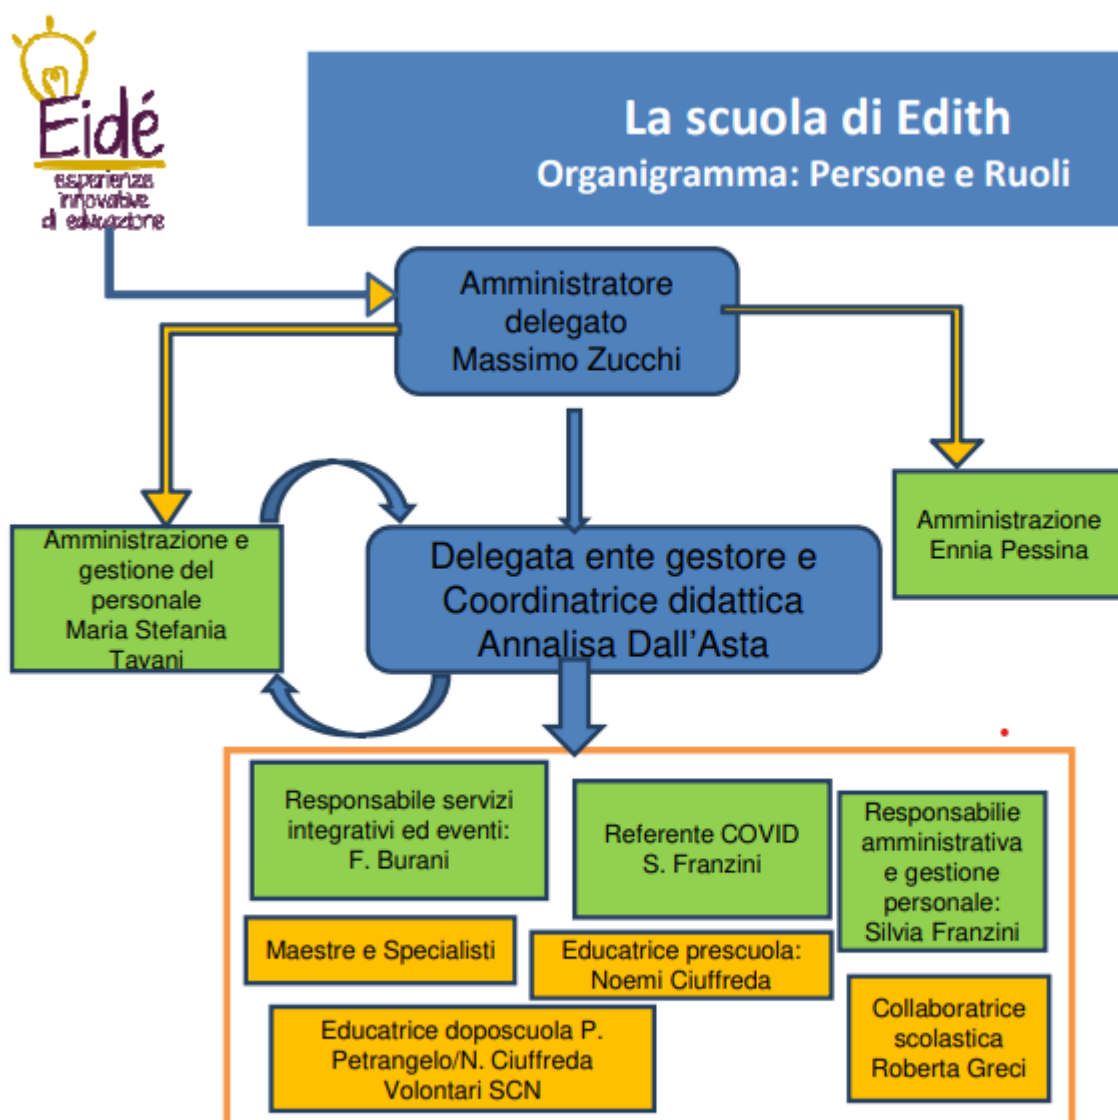 Eidé
esperienze
innovative
di educazione
La scuola di Edith
Organigramma: Persone e Ruoli
Amministratore
delegato
Massimo Zucchi
Amministrazione e
gestione del
personale
Maria Stefania
Tavani
Delegata ente gestore e
Coordinatrice didattica
Annalisa Dall'Asta
Amministrazione
Ennia Pessina
Responsabile servizi
integrativi ed eventi:
F. Burani
Referente COVID
S. Franzini
Responsabilie
amministrativa
e gestione
personale:
Silvia Franzini
Maestre e Specialisti
Educatrice prescuola:
Noemi Ciuffreda
Educatrice doposcuola P.
Petrangelo/N. Ciuffreda
Volontari SCN
Collaboratrice
scolastica
Roberta Greci